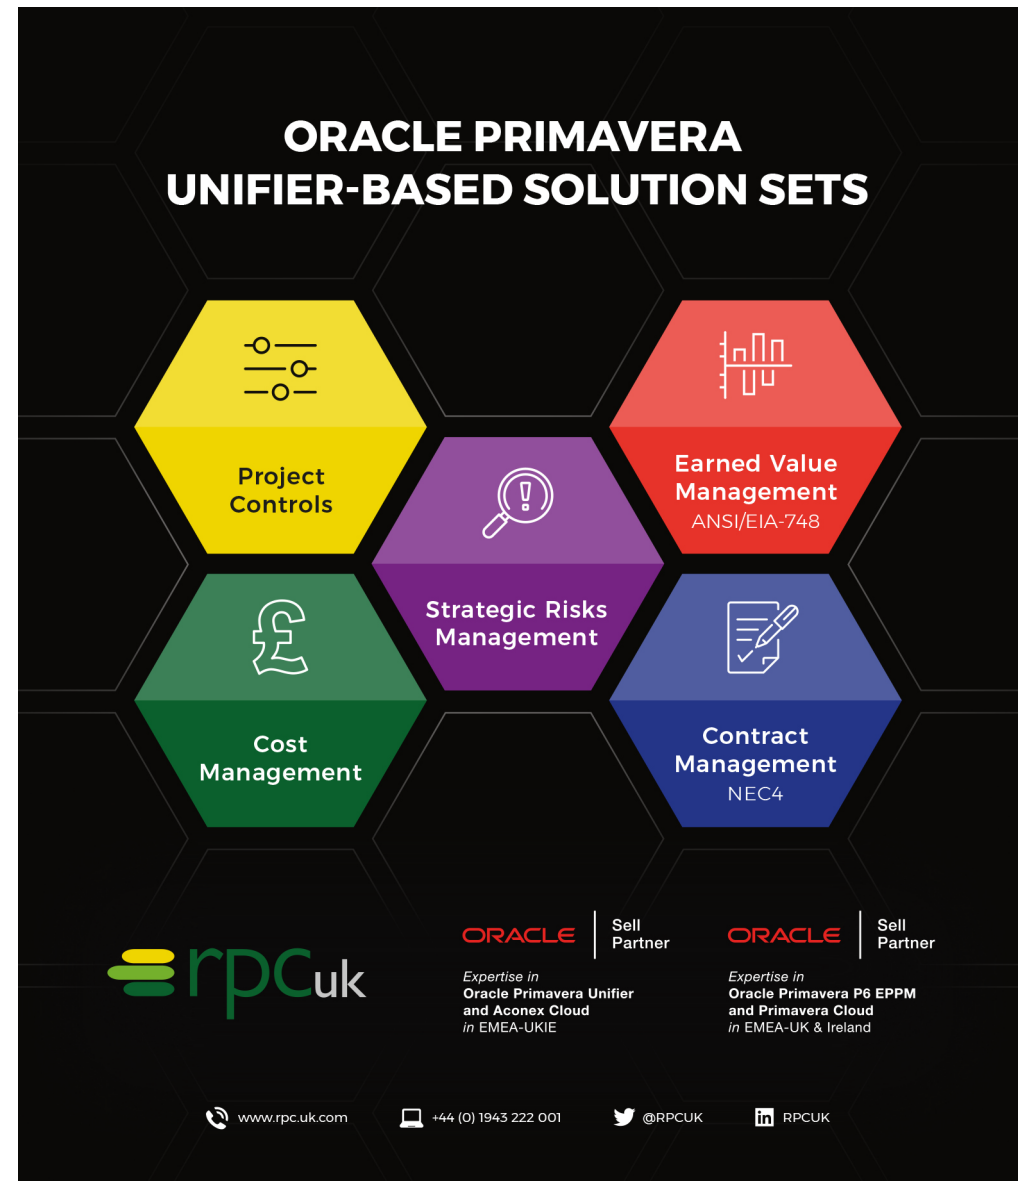 ORACLE PRIMAVERA
UNIFIER-BASED SOLUTION SETS
Project
Controls
Earned Value
Management
ANSI/EIA-748
Strategic Risks
Management
Cost
Management
Contract
Management
NEC4
rpcuk
ORACLE
Sell
Partner
Expertise in
Oracle Primavera Unifier
and Aconex Cloud
in EMEA-UKIE
ORACLE
Sell
Partner
Expertise in
Oracle Primavera P6 EPPM
and Primavera Cloud
in EMEA-UK & Ireland
www.rpc.uk.com
+44 (0) 1943 222 001
@RPCUK
in RPCUK